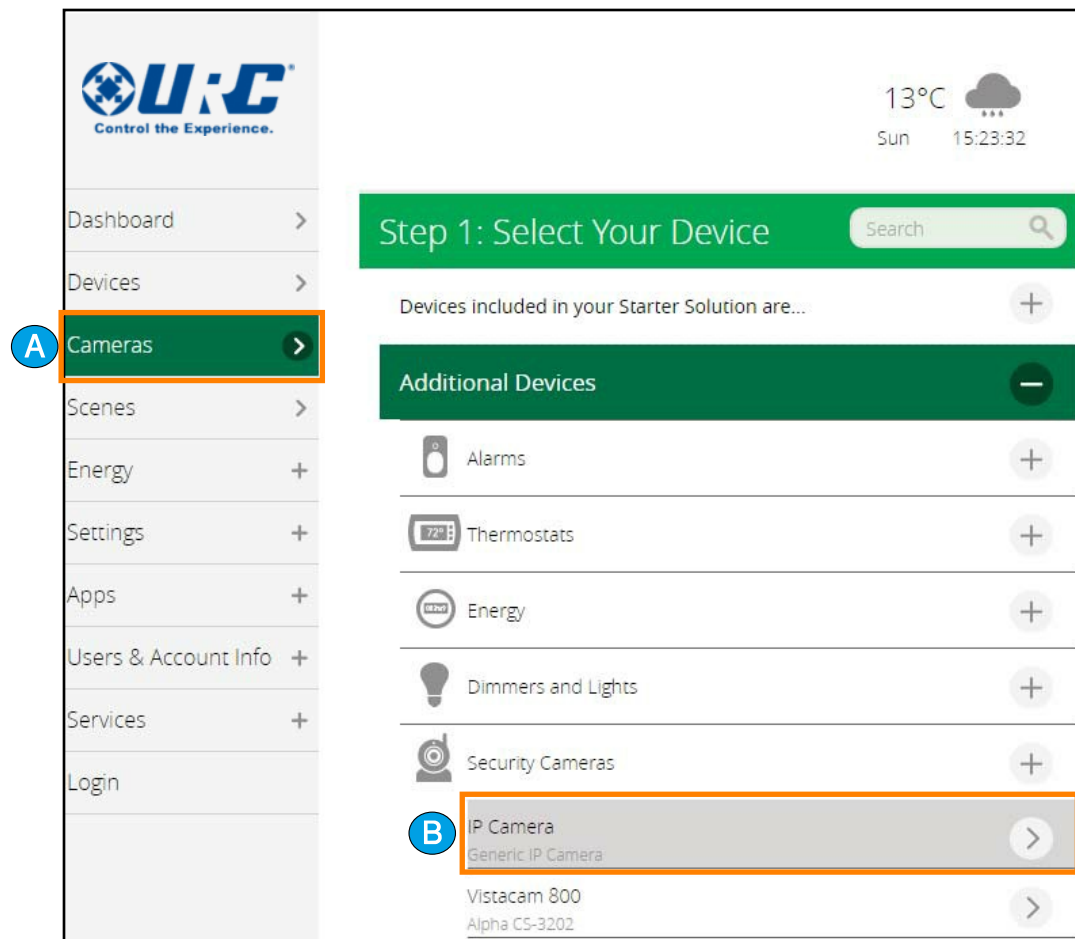 URC®
Control the Experience.
13°C
Sun 15:23:32
Dashboard
Devices
A
Cameras
Scenes
Energy
Settings
Apps
Users & Account Info
Services
Login
Step 1: Select Your Device
Search
Devices included in your Starter Solution are...
Additional Devices
Alarms
72°
Thermostats
Energy
Dimmers and Lights
Security Cameras
B
IP Camera
Generic IP Camera
Vistacam 800
Alpha CS-3202